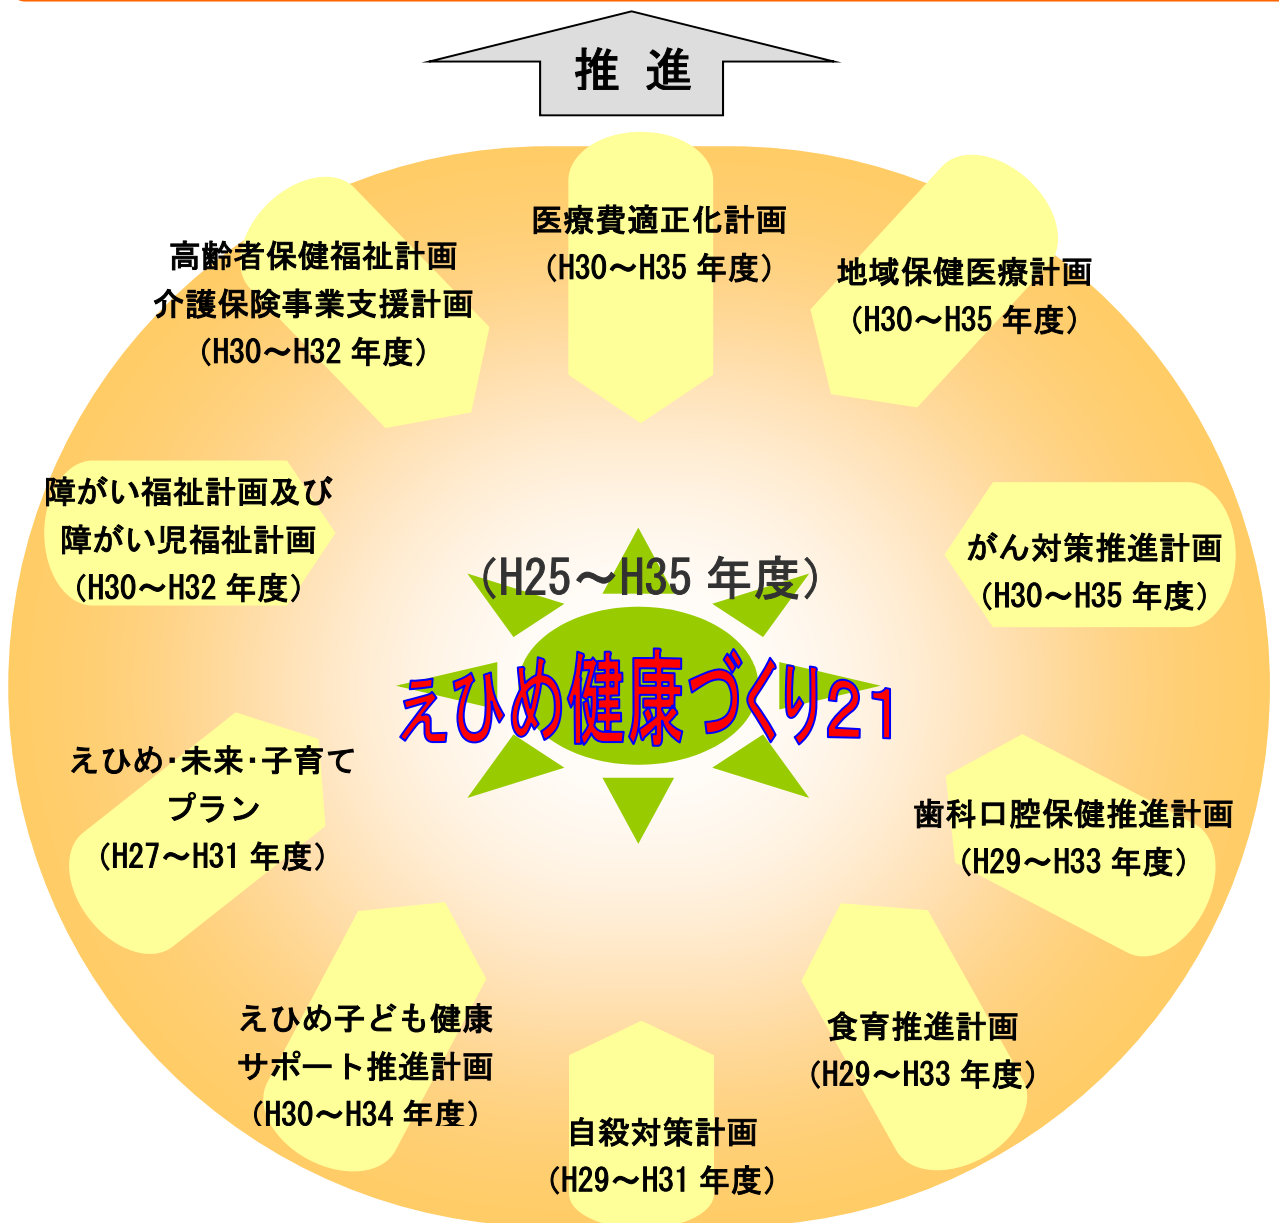 推 進
医療費適正化計画
（H30～H35 年度）
高齢者保健福祉計画
介護保険事業支援計画
（H30～H32 年度）
地域保健医療計画
（H30～H35 年度）
障がい福祉計画及び
障がい児福祉計画
（H30～H32 年度）
がん対策推進計画
（H30～H35 年度）
（H25～H35 年度）
えひめ健康づくり21
えひめ・未来・子育て
プラン
（H27～H31 年度）
歯科口腔保健推進計画
（H29～H33 年度）
えひめ子ども健康
サポート推進計画
（H30～H34 年度）
食育推進計画
（H29～H33 年度）
自殺対策計画
（H29～H31 年度）